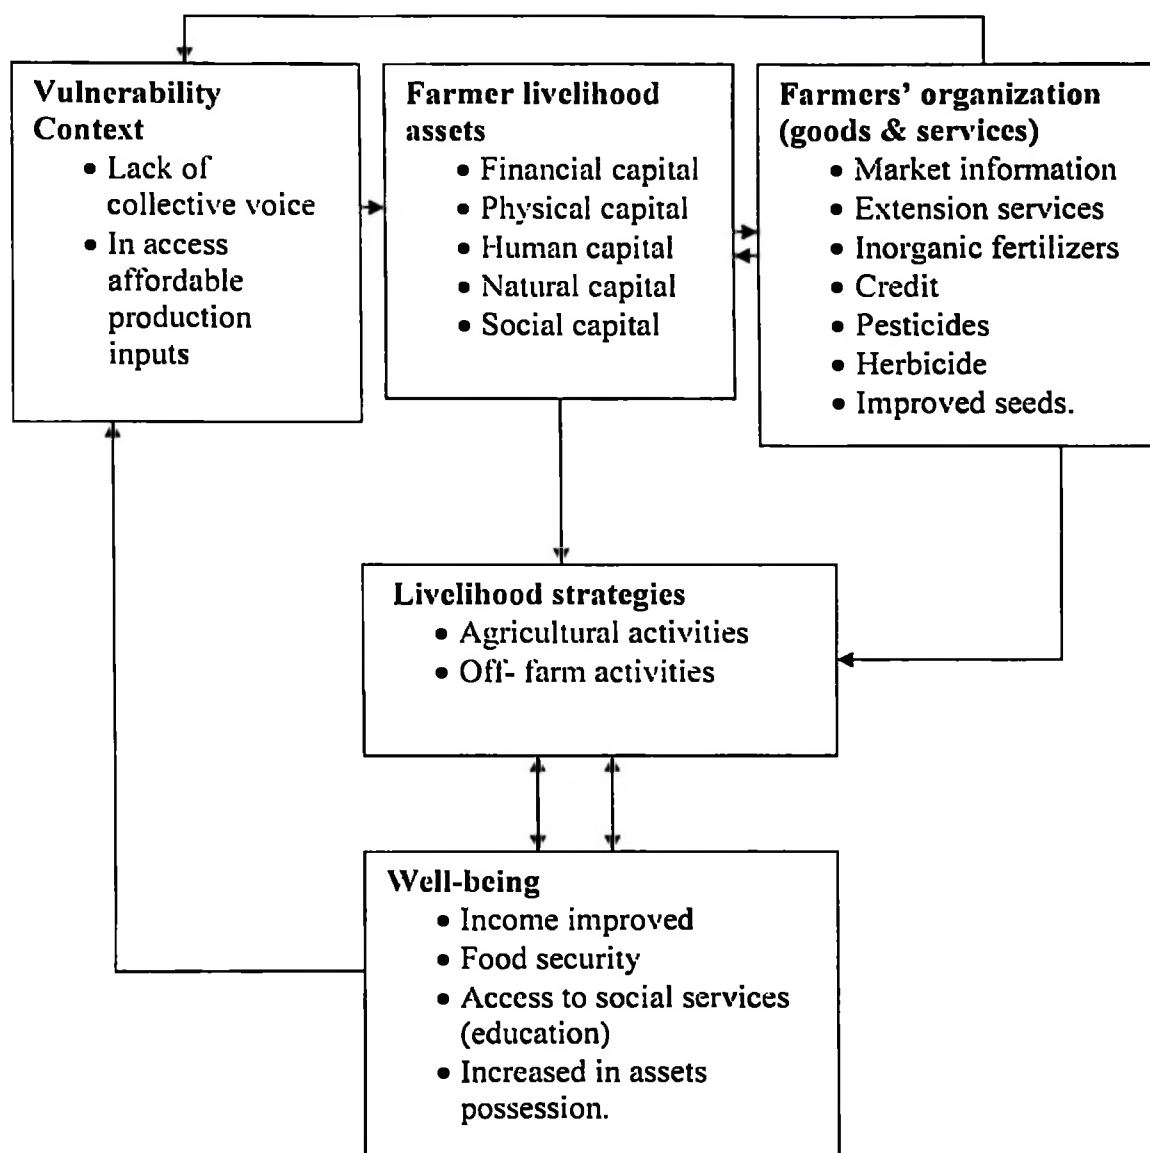 Vulnerability
Context
• Lack of
collective voice
• In access
affordable
production
inputs
Farmer livelihood
assets
• Financial capital
• Physical capital
• Human capital
• Natural capital
• Social capital
Farmers' organization
(goods & services)
• Market information
• Extension services
• Inorganic fertilizers
• Credit
• Pesticides
• Herbicide
• Improved seeds.
Livelihood strategies
• Agricultural activities
• Off- farm activities
Well-being
• Income improved
• Food security
• Access to social services
(education)
• Increased in assets
possession.